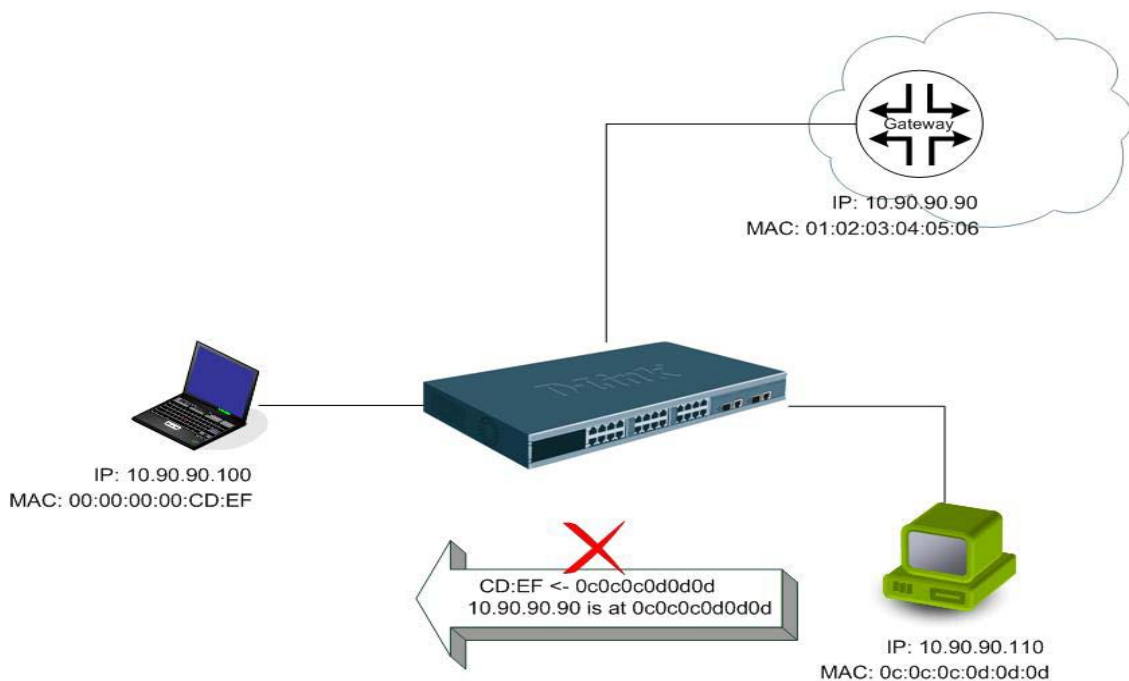 Gateway
IP: 10.90.90.90
MAC: 01:02:03:04:05:06
D-Link
IP: 10.90.90.100
MAC: 00:00:00:00:CD:EF
CD:EF <- 0c0c0c0d0d0d
10.90.90.90 is at 0c0c0c0d0d0d
IP: 10.90.90.110
MAC: 0c:0c:0c:0d:0d:0d